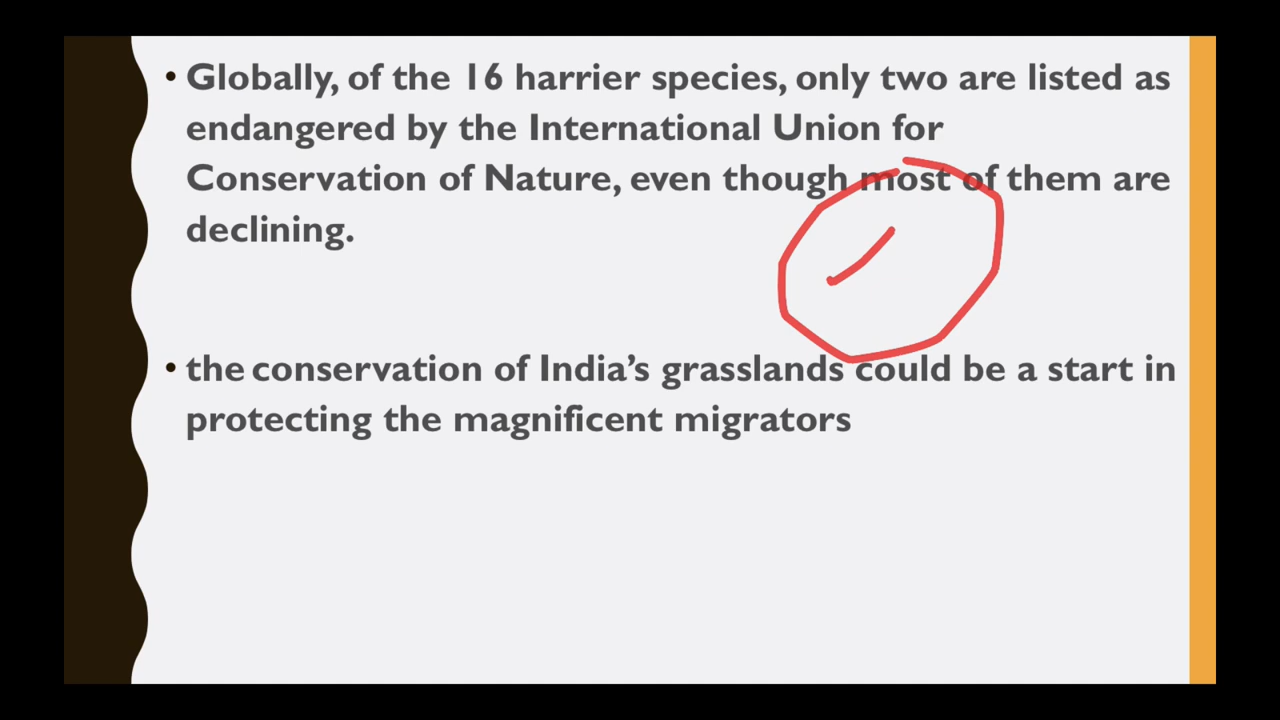 • Globally, of the 16 harrier species, only two are listed as
endangered by the International Union for
Conservation of Nature, even though most of them are
declining.
• the conservation of India’s grasslands could be a start in
protecting the magnificent migrators